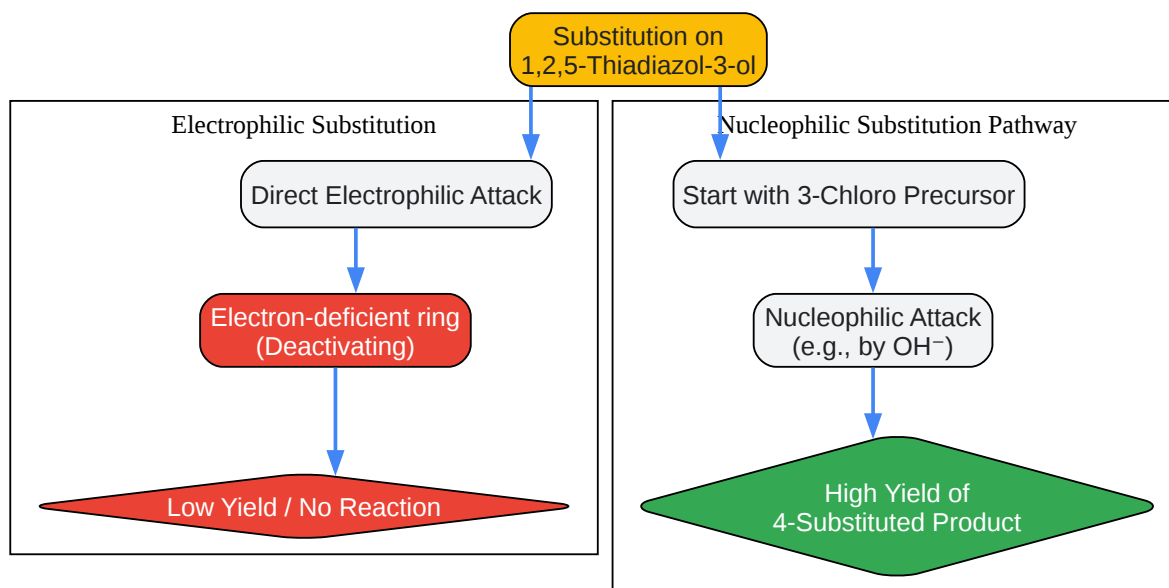 Substitution on
1,2,5-Thiadiazol-3-ol
Electrophilic Substitution
Direct Electrophilic Attack
Electron-deficient ring
(Deactivating)
Low Yield / No Reaction
Nucleophilic Substitution Pathway
Start with 3-Chloro Precursor
Nucleophilic Attack
(e.g., by OH⁻)
High Yield of
4-Substituted Product